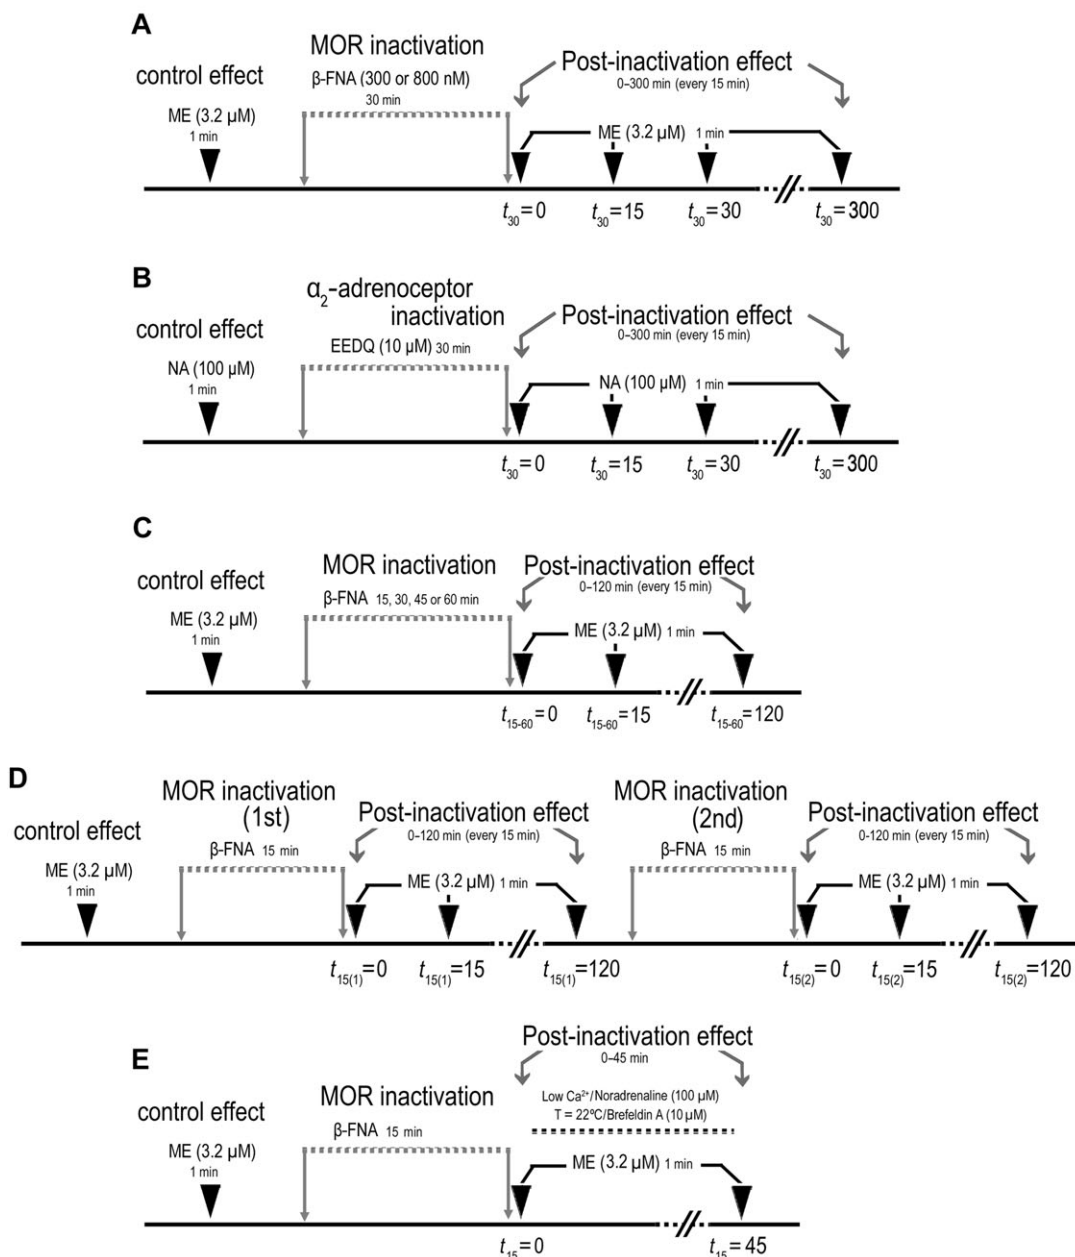 A
MOR inactivation
control effect
β-FNA (300 or 800 nM)
30 min
Post-inactivation effect
0–300 min (every 15 min)
ME (3.2 µM)
1 min
ME (3.2 µM) 1 min
t30=0
t30=15
t30=30
t30=300
B
α2-adrenoceptor
inactivation
control effect
EEDQ (10 µM) 30 min
Post-inactivation effect
0–300 min (every 15 min)
NA (100 µM)
1 min
NA (100 µM) 1 min
t30=0
t30=15
t30=30
t30=300
C
MOR inactivation
control effect
β-FNA 15, 30, 45 or 60 min
Post-inactivation effect
0–120 min (every 15 min)
ME (3.2 µM)
1 min
ME (3.2 µM) 1 min
t15-60=0
t15-60=15
t15-60=120
D
MOR inactivation
(1st)
control effect
β-FNA 15 min
Post-inactivation effect
0–120 min (every 15 min)
MOR inactivation
(2nd)
β-FNA 15 min
Post-inactivation effect
0–120 min (every 15 min)
ME (3.2 µM)
1 min
ME (3.2 µM) 1 min
ME (3.2 µM) 1 min
t15(1)=0
t15(1)=15
t15(1)=120
t15(2)=0
t15(2)=15
t15(2)=120
E
Post-inactivation effect
0–45 min
MOR inactivation
control effect
β-FNA 15 min
Low Ca2+/Noradrenaline (100 µM)
T = 22ºC/Brefeldin A (10 µM)
ME (3.2 µM)
1 min
ME (3.2 µM) 1 min
t15=0
t15=45